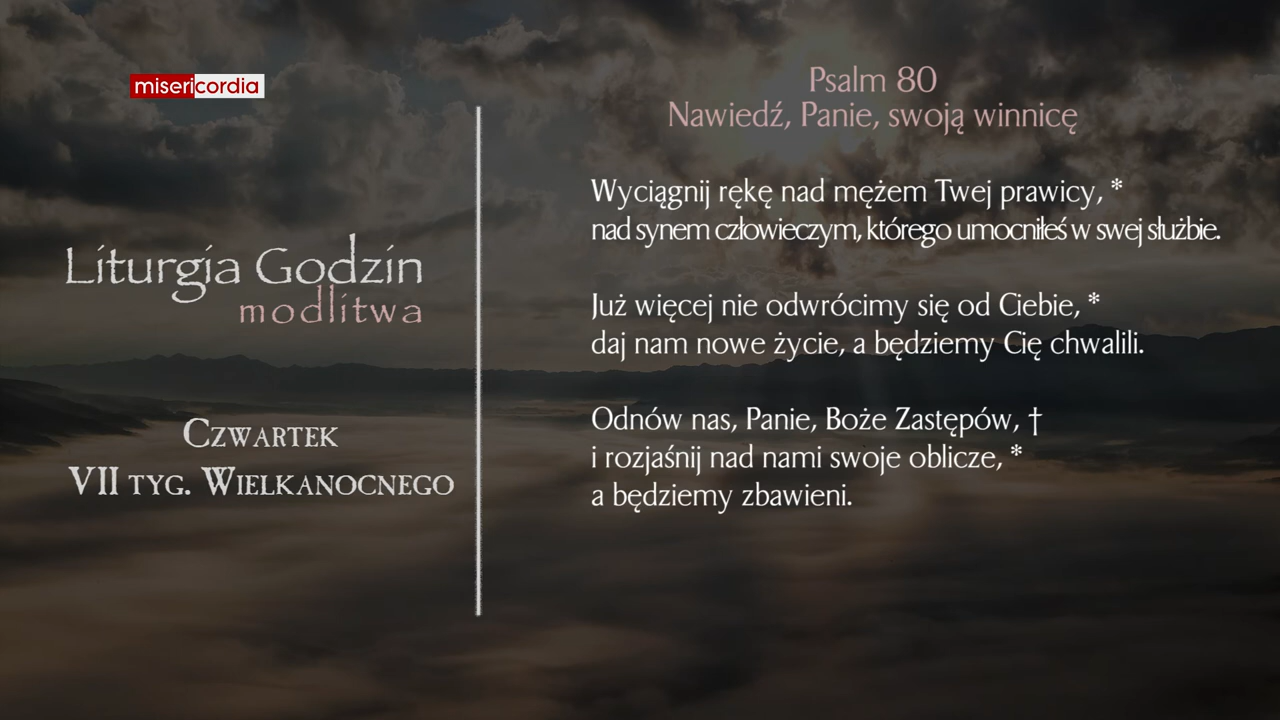 misericordia
Liturgia Godzin
modlitwa
Czwartek
VII tyg. Wielkanocnego
Psalm 80
Nawiedź, Panie, swoją winnicę
Wyciągnij rękę nad mężem Twej prawicy, *
nad synem człowieczym, którego umocniłeś w swej służbie.
Już więcej nie odwrócimy się od Ciebie, *
daj nam nowe życie, a będziemy Cię chwalili.
Odnów nas, Panie, Boże Zastępów, †
i rozjaśnij nad nami swoje oblicze, *
a będziemy zbawieni.